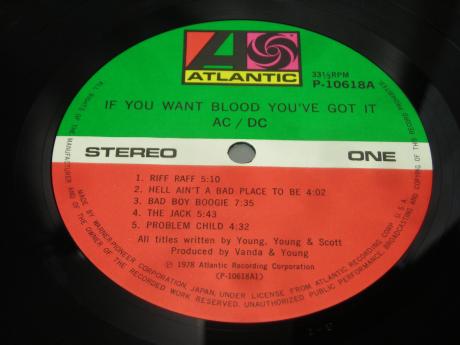 ATLANTIC
33⅓RPM
P-10618A
IF YOU WANT BLOOD YOU'VE GOT IT
AC/DC
STEREO
ONE
1. RIFF RAFF 5:10
2. HELL AIN'T A BAD PLACE TO BE 4:02
3. BAD BOY BOOGIE 7:35
4. THE JACK 5:43
5. PROBLEM CHILD 4:32
All titles written by Young, Young & Scott
Produced by Vanda & Young
Ⓟ 1978 Atlantic Recording Corporation
(P-10618A1)
MADE BY WARNER-PIONEER CORPORATION, JAPAN, UNDER LICENSE FROM ATLANTIC RECORDING CORP. U.S.A.
ALL RIGHTS OF THE MANUFACTURER AND OF THE OWNER OF THE RECORDED WORK RESERVED. UNAUTHORIZED PUBLIC PERFORMANCE, BROADCASTING AND COPYING OF THIS RECORD PROHIBITED.